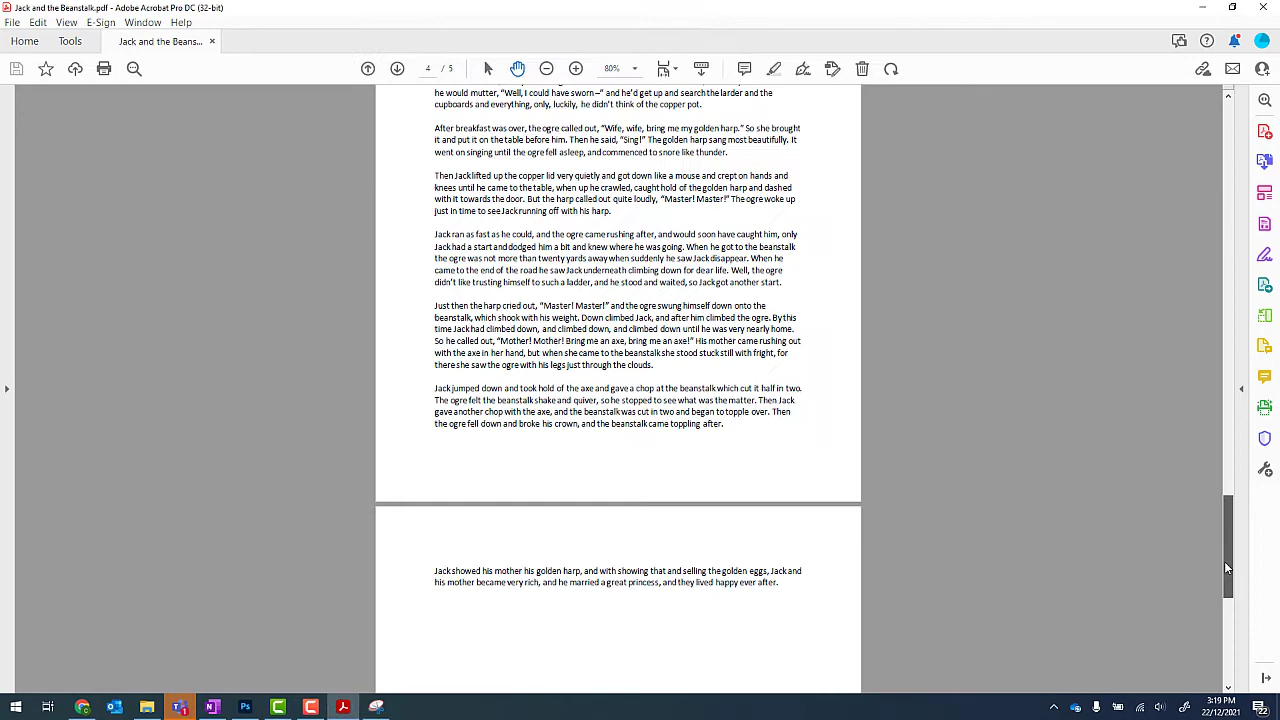 Jack and the Beanstalk.pdf - Adobe Acrobat Pro DC (32-bit)
File Edit View E-Sign Window Help
Home Tools Jack and the Beans... ×
4 / 5 80%
he would mutter, “Well, I could have sworn–” and he’d get up and search the larder and the
cupboards and everything, only, luckily, he didn’t think of the copper pot.
After breakfast was over, the ogre called out, “Wife, wife, bring me my golden harp.” So she brought
it and put it on the table before him. Then he said, “Sing!” The golden harp sang most beautifully. It
went on singing until the ogre fell asleep, and commenced to snore like thunder.
Then Jack lifted up the copper lid very quietly and got down like a mouse and crept on hands and
knees until he came to the table, when up he crawled, caught hold of the golden harp and dashed
with it towards the door. But the harp called out quite loudly, “Master! Master!” The ogre woke up
just in time to see Jack running off with his harp.
Jack ran as fast as he could, and the ogre came rushing after, and would soon have caught him, only
Jack had a start and dodged him a bit and knew where he was going. When he got to the beanstalk
the ogre was not more than twenty yards away when suddenly he saw Jack disappear. When he
came to the end of the road he saw Jack underneath climbing down for dear life. Well, the ogre
didn’t like trusting himself to such a ladder, and he stood and waited, so Jack got another start.
Just then the harp cried out, “Master! Master!” and the ogre swung himself down onto the
beanstalk, which shook with his weight. Down climbed Jack, and after him climbed the ogre. By this
time Jack had climbed down, and climbed down, and climbed down until he was very nearly home.
So he called out, “Mother! Mother! Bring me an axe, bring me an axe!” His mother came rushing out
with the axe in her hand, but when she came to the beanstalk she stood stuck still with fright, for
there she saw the ogre with his legs just through the clouds.
Jack jumped down and took hold of the axe and gave a chop at the beanstalk which cut it half in two.
The ogre felt the beanstalk shake and quiver, so he stopped to see what was the matter. Then Jack
gave another chop with the axe, and the beanstalk was cut in two and began to topple over. Then
the ogre fell down and broke his crown, and the beanstalk came toppling after.
Jack showed his mother his golden harp, and with showing that and selling the golden eggs, Jack and
his mother became very rich, and he married a great princess, and they lived happy ever after.
3:19 PM
22/12/2021